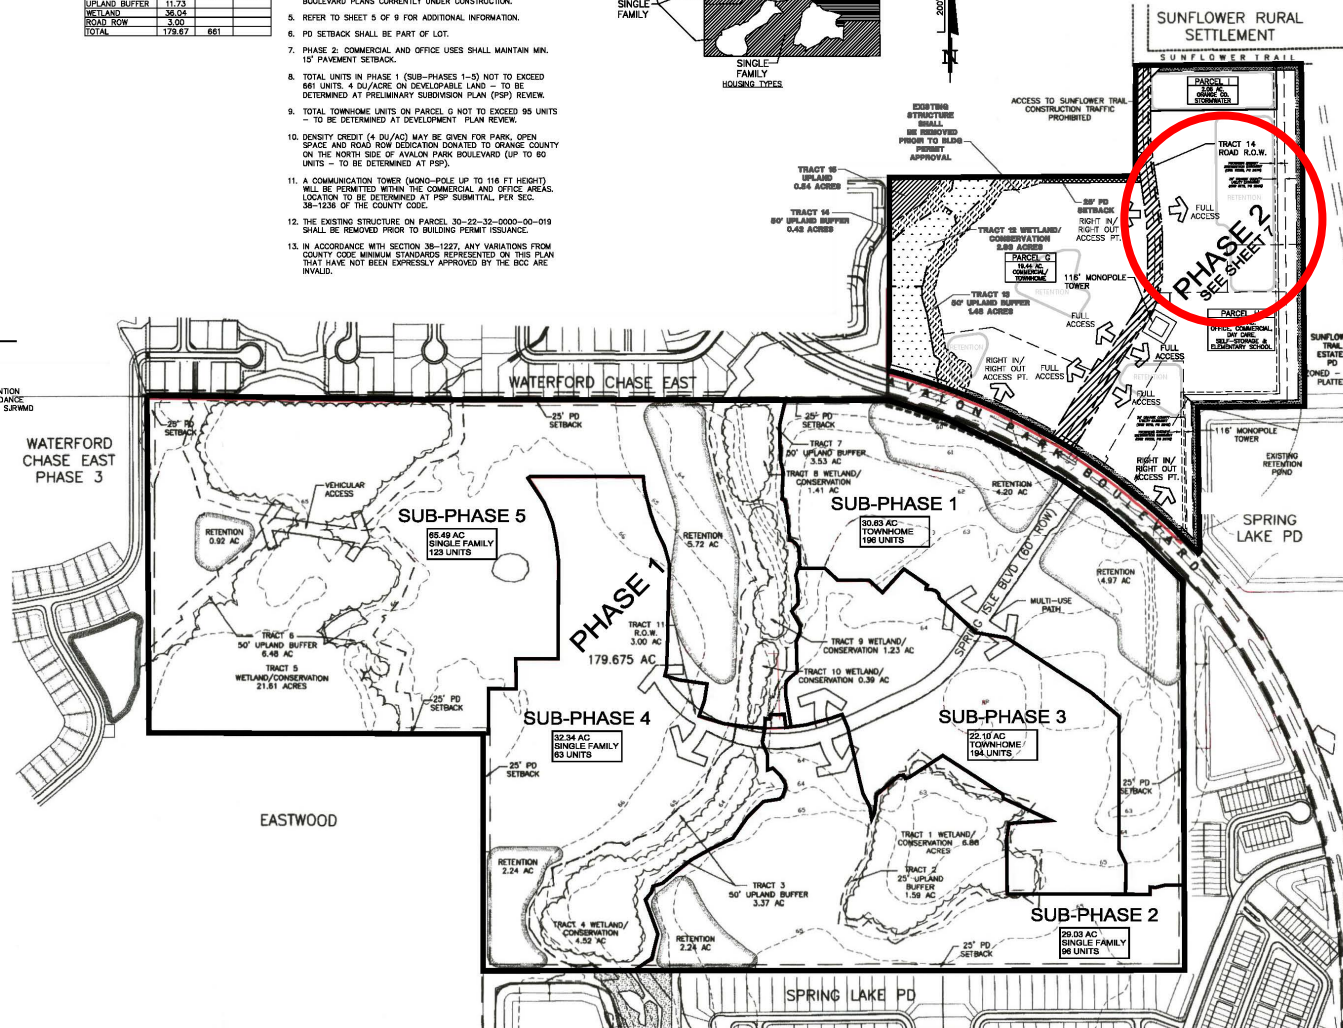 UPLAND BUFFER 11.73
WETLAND 36.04
ROAD ROW 3.00
TOTAL 179.67 661
BOULEVARD PLANS CURRENTLY UNDER CONSTRUCTION.
5. REFER TO SHEET 5 OF 9 FOR ADDITIONAL INFORMATION.
6. PD SETBACK SHALL BE PART OF LOT.
7. PHASE 2: COMMERCIAL AND OFFICE USES SHALL MAINTAIN MIN.
15' PAVEMENT SETBACK.
8. TOTAL UNITS IN PHASE 1 (SUB-PHASES 1-5) NOT TO EXCEED
661 UNITS. 4 DU/ACRE ON DEVELOPABLE LAND - TO BE
DETERMINED AT PRELIMINARY SUBDIVISION PLAN (PSP) REVIEW.
9. TOTAL TOWNHOME UNITS ON PARCEL G NOT TO EXCEED 95 UNITS
- TO BE DETERMINED AT DEVELOPMENT PLAN REVIEW.
10. DENSITY CREDIT (4 DU/AC) MAY BE GIVEN FOR PARK, OPEN
SPACE AND ROAD ROW DEDICATION DONATED TO ORANGE COUNTY
ON THE NORTH SIDE OF AVALON PARK BOULEVARD (UP TO 60
UNITS - TO BE DETERMINED AT PSP).
11. A COMMUNICATION TOWER (MONO-POLE UP TO 116 FT HEIGHT)
WILL BE PERMITTED WITHIN THE COMMERCIAL AND OFFICE AREAS.
LOCATION TO BE DETERMINED AT PSP SUBMITTAL, PER SEC.
38-1236 OF THE COUNTY CODE.
12. THE EXISTING STRUCTURE ON PARCEL 30-22-32-0000-00-019
SHALL BE REMOVED PRIOR TO BUILDING PERMIT ISSUANCE.
13. IN ACCORDANCE WITH SECTION 38-1227, ANY VARIATIONS FROM
COUNTY CODE MINIMUM STANDARDS REPRESENTED ON THIS PLAN
THAT HAVE NOT BEEN EXPRESSLY APPROVED BY THE BCC ARE
INVALID.
SINGLE
FAMILY
SINGLE
FAMILY
HOUSING TYPES
200'
N
SUNFLOWER RURAL
SETTLEMENT
SUNFLOWER TRAIL
ACCESS TO SUNFLOWER TRAIL
CONSTRUCTION TRAFFIC
PROHIBITED
PARCEL I
2.06 AC.
ORANGE CO.
STORMWATER
EXISTING
STRUCTURE
SHALL
BE REMOVED
PRIOR TO BLDG
PERMIT
APPROVAL
TRACT 14
ROAD R.O.W.
RETENTION
FULL
ACCESS
PHASE 2
SEE SHEET 7
TRACT 15
UPLAND
0.54 ACRES
TRACT 14
50' UPLAND BUFFER
0.42 ACRES
25' PD
SETBACK
RIGHT IN/
RIGHT OUT
ACCESS PT.
TRACT 12 WETLAND/
CONSERVATION
2.93 ACRES
PARCEL G
19.44 AC.
COMMERCIAL/
TOWNHOME
RETENTION
116' MONOPOLE
TOWER
TRACT 13
50' UPLAND BUFFER
1.46 ACRES
FULL
ACCESS
PARCEL H
OFFICE, COMMERCIAL,
DAY CARE,
SELF-STORAGE &
ELEMENTARY SCHOOL
RETENTION
RIGHT IN/
RIGHT OUT
ACCESS PT.
FULL
ACCESS
FULL
ACCESS
RETENTION
FULL
ACCESS
116' MONOPOLE
TOWER
RIGHT IN/
RIGHT OUT
ACCESS PT.
EXISTING
RETENTION
POND
SPRING
LAKE PD
TRAIL
PD
WATERFORD CHASE EAST
AVALON PARK BOULEVARD
SJRWMD
WATERFORD
CHASE EAST
PHASE 3
25' PD
SETBACK
25' PD
SETBACK
25' PD
SETBACK
VEHICULAR
ACCESS
RETENTION
0.92 AC
SUB-PHASE 5
65.49 AC
SINGLE FAMILY
123 UNITS
RETENTION
5.72 AC
TRACT 7
50' UPLAND BUFFER
3.53 AC
TRACT 8 WETLAND/
CONSERVATION
1.41 AC
SUB-PHASE 1
30.63 AC
TOWNHOME
196 UNITS
RETENTION
4.20 AC
RETENTION
4.97 AC
SPRING ISLE BLVD (60' ROW)
MULTI-USE
PATH
PHASE 1
179.675 AC
TRACT 11
R.O.W.
3.00 AC
TRACT 9 WETLAND/
CONSERVATION 1.23 AC
TRACT 10 WETLAND/
CONSERVATION 0.39 AC
TRACT 6
50' UPLAND BUFFER
6.48 AC
TRACT 5
WETLAND/CONSERVATION
21.61 ACRES
25' PD
SETBACK
SUB-PHASE 4
32.34 AC
SINGLE FAMILY
63 UNITS
SUB-PHASE 3
22.10 AC
TOWNHOME
194 UNITS
25' PD
SETBACK
25' PD
SETBACK
EASTWOOD
TRACT 1 WETLAND/
CONSERVATION 6.88
ACRES
TRACT 2
25' UPLAND
BUFFER
1.59 AC
RETENTION
2.24 AC
TRACT 3
50' UPLAND BUFFER
3.37 AC
TRACT 4 WETLAND/
CONSERVATION
4.52 AC
RETENTION
2.24 AC
SUB-PHASE 2
29.03 AC
SINGLE FAMILY
96 UNITS
25' PD
SETBACK
SPRING LAKE PD